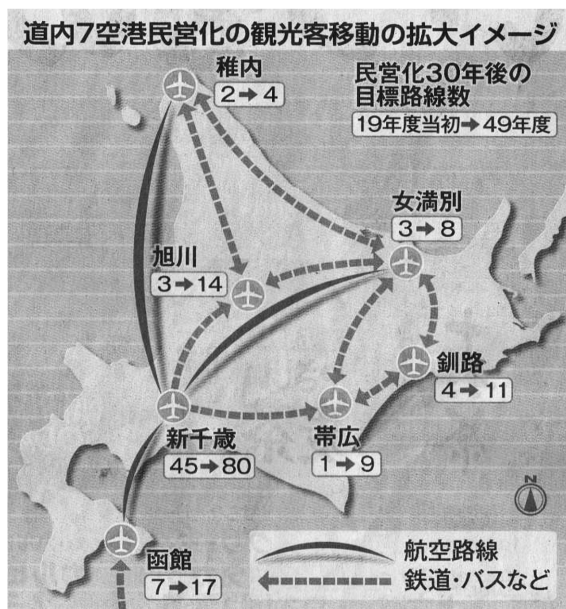 道内7空港民営化の観光客移動の拡大イメージ
稚内
2➡4
民営化30年後の
目標路線数
19年度当初➡49年度
女満別
3➡8
旭川
3➡14
釧路
4➡11
新千歳
45➡80
帯広
1➡9
N
函館
7➡17
航空路線
鉄道・バスなど